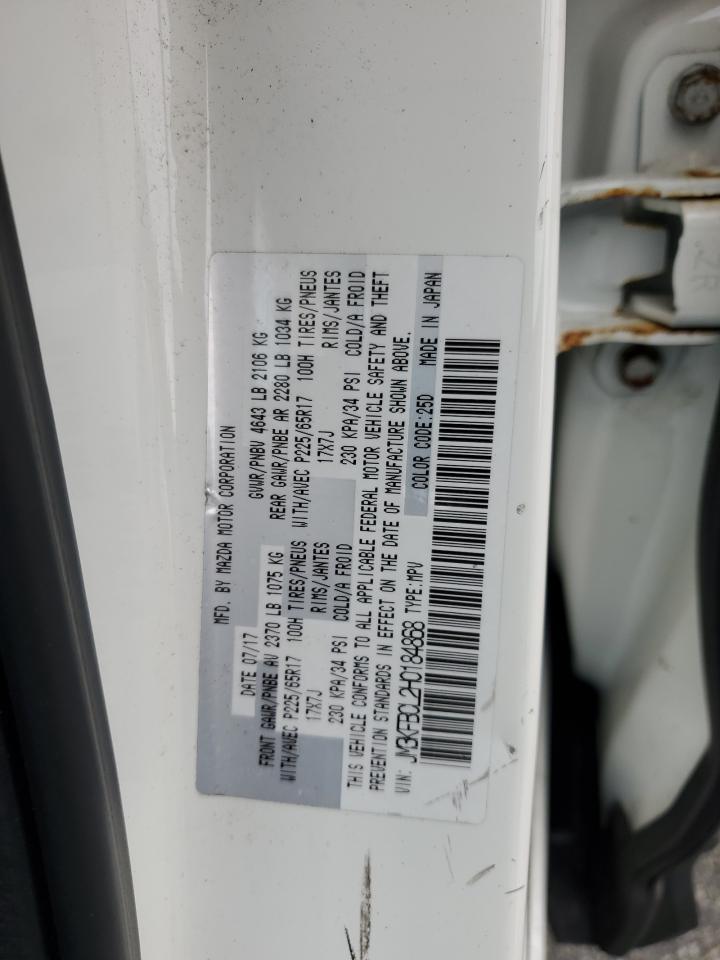 MFD. BY MAZDA MOTOR CORPORATION
DATE 07/17
GVWR/PNBV 4643 LB 2106 KG
FRONT GAWR/PNBE AV 2370 LB 1075 KG
REAR GAWR/PNBE AR 2280 LB 1034 KG
WITH/AVEC P225/65R17 100H TIRES/PNEUS
WITH/AVEC P225/65R17 100H TIRES/PNEUS
17X7J RIMS/JANTES
17X7J RIMS/JANTES
230 KPA/34 PSI COLD/A FROID
230 KPA/34 PSI COLD/A FROID
THIS VEHICLE CONFORMS TO ALL APPLICABLE FEDERAL MOTOR VEHICLE SAFETY AND THEFT
PREVENTION STANDARDS IN EFFECT ON THE DATE OF MANUFACTURE SHOWN ABOVE.
VIN: JM3KFBCL2H0184868 TYPE:MPV COLOR CODE:25D MADE IN JAPAN